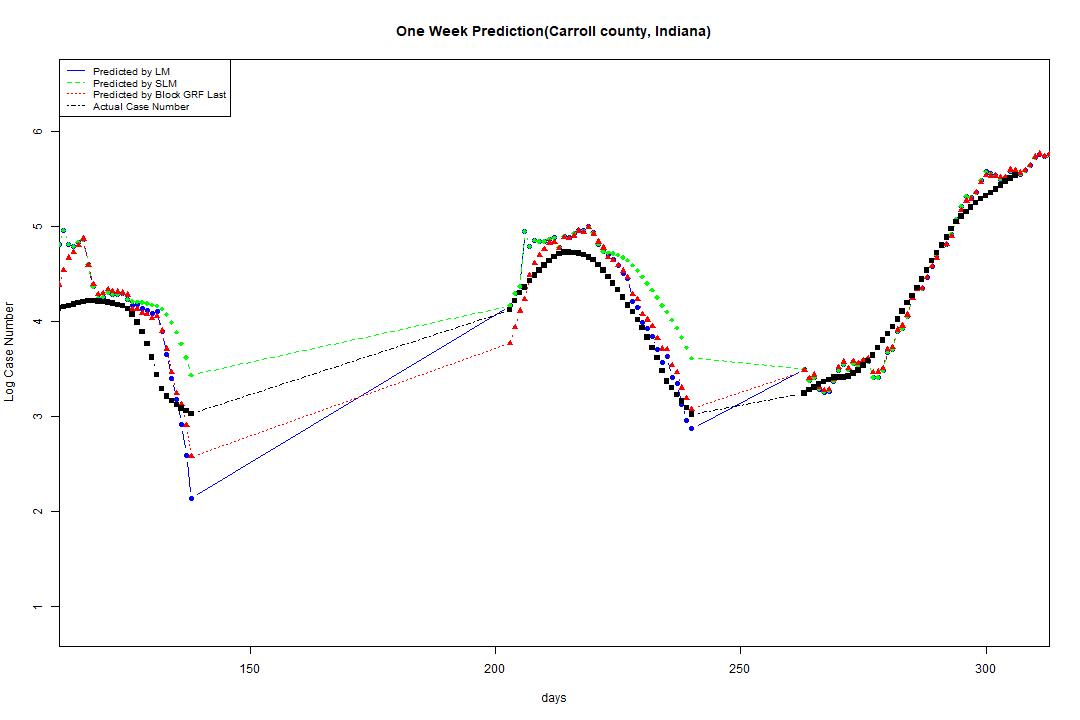 One Week Prediction(Carroll county, Indiana)
Predicted by LM
Predicted by SLM
Predicted by Block GRF Last
Actual Case Number
Log Case Number
6
5
4
3
2
1
150 200 250 300
days